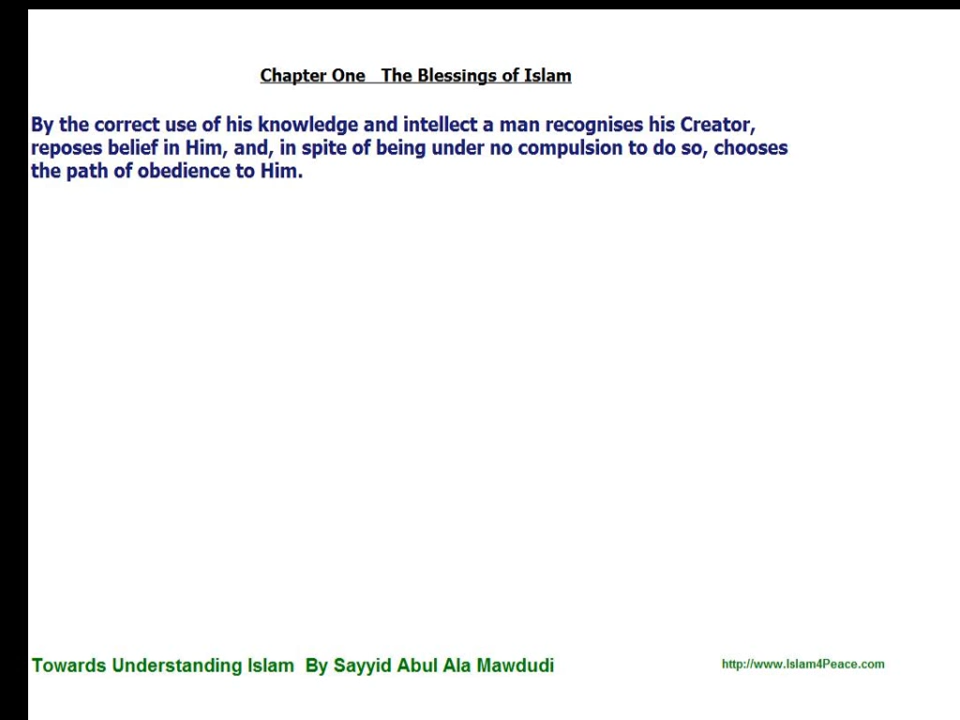 Chapter One The Blessings of Islam
By the correct use of his knowledge and intellect a man recognises his Creator,
reposes belief in Him, and, in spite of being under no compulsion to do so, chooses
the path of obedience to Him.
Towards Understanding Islam By Sayyid Abul Ala Mawdudi
http://www.Islam4Peace.com